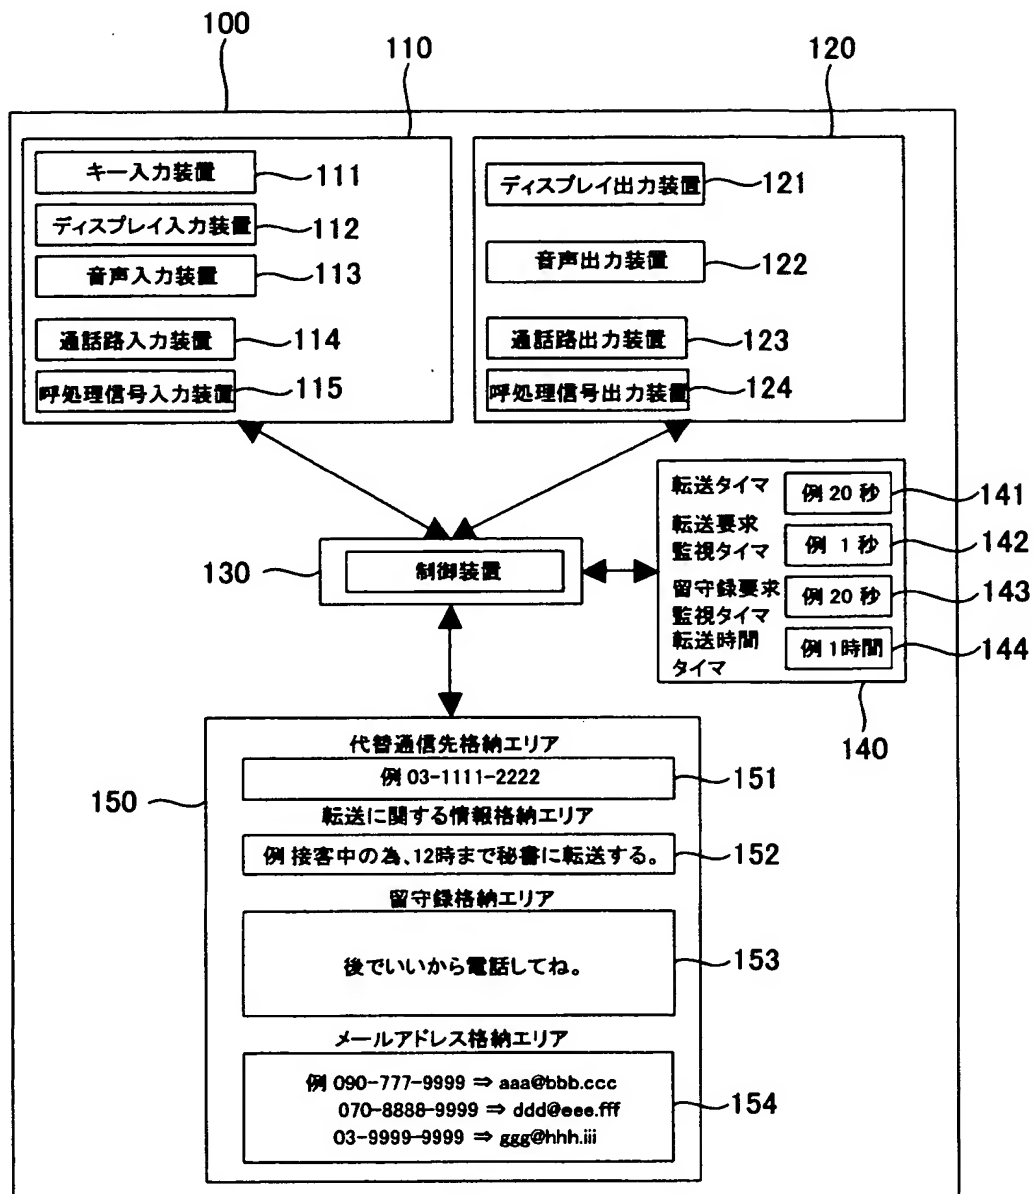 100
110
120
キー入力装置 111
ディスプレイ入力装置 112
音声入力装置 113
通話路入力装置 114
呼処理信号入力装置 115
ディスプレイ出力装置 121
音声出力装置 122
通話路出力装置 123
呼処理信号出力装置 124
130
制御装置
転送タイマ 例 20 秒 141
転送要求
監視タイマ 例 1 秒 142
留守録要求
監視タイマ 例 20 秒 143
転送時間
タイマ 例 1時間 144
140
150
代替通信先格納エリア
例 03-1111-2222 151
転送に関する情報格納エリア
例 接客中の為、12時まで秘書に転送する。 152
留守録格納エリア
後でいいから電話してね。 153
メールアドレス格納エリア
例 090-777-9999 ⇒ aaa@bbb.ccc
070-8888-9999 ⇒ ddd@eee.fff 154
03-9999-9999 ⇒ ggg@hhh.iii